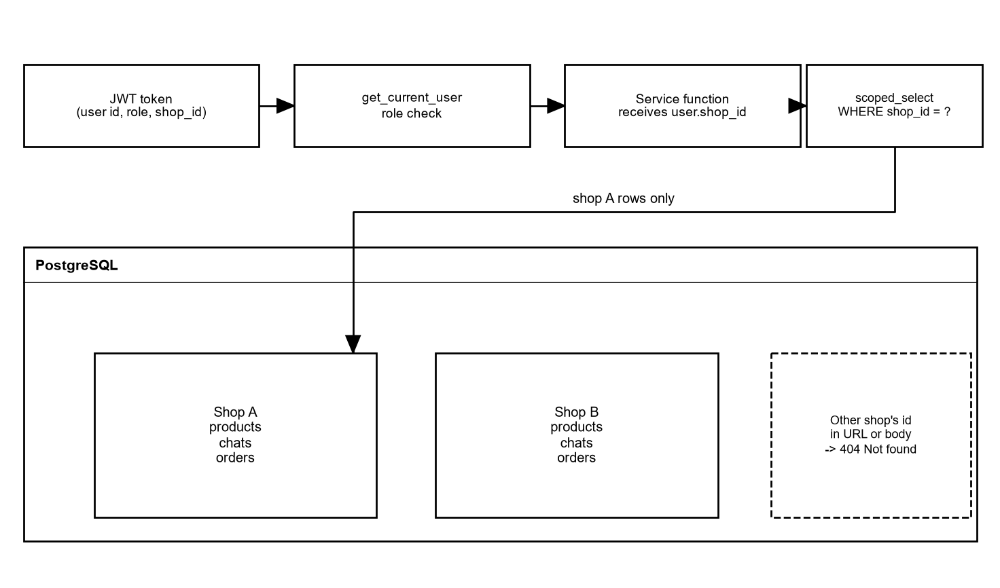 JWT token
(user id, role, shop_id)
get_current_user
role check
Service function
receives user.shop_id
scoped_select
WHERE shop_id = ?
shop A rows only
PostgreSQL
Shop A
products
chats
orders
Shop B
products
chats
orders
Other shop's id
in URL or body
-> 404 Not found